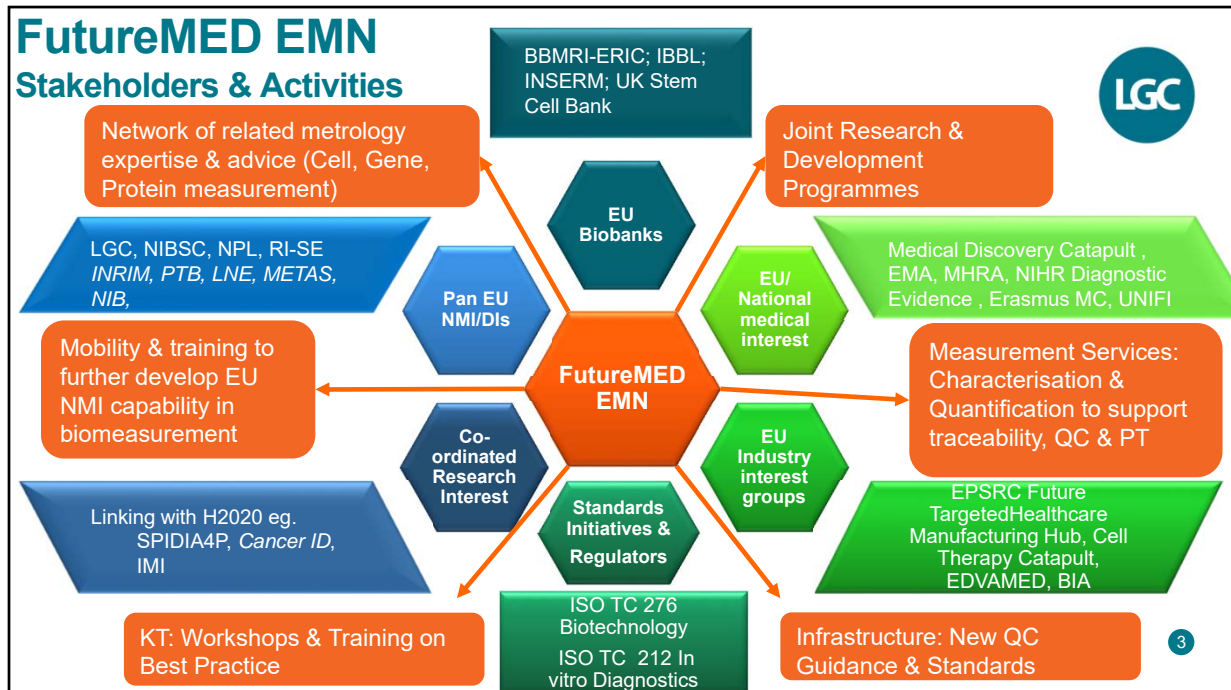 FutureMED EMN
Stakeholders & Activities
BBMRI-ERIC; IBBL;
INSERM; UK Stem
Cell Bank
LGC
Network of related metrology
expertise & advice (Cell, Gene,
Protein measurement)
Joint Research &
Development
Programmes
EU
Biobanks
LGC, NIBSC, NPL, RI-SE
INRIM, PTB, LNE, METAS,
NIB,
Pan EU
NMI/DIs
EU/
National
medical
interest
Medical Discovery Catapult ,
EMA, MHRA, NIHR Diagnostic
Evidence , Erasmus MC, UNIFI
Mobility & training to
further develop EU
NMI capability in
biomeasurement
FutureMED
EMN
Measurement Services:
Characterisation &
Quantification to support
traceability, QC & PT
Co-
ordinated
Research
Interest
EU
Industry
interest
groups
Linking with H2020 eg.
SPIDIA4P, Cancer ID,
IMI
Standards
Initiatives &
Regulators
EPSRC Future
TargetedHealthcare
Manufacturing Hub, Cell
Therapy Catapult,
EDVAMED, BIA
KT: Workshops & Training on
Best Practice
ISO TC 276
Biotechnology
ISO TC  212 In
vitro Diagnostics
Infrastructure: New QC
Guidance & Standards
3